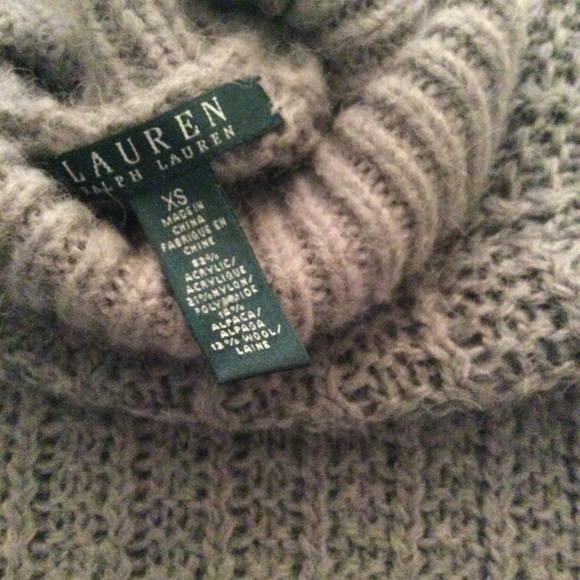 LAUREN
RALPH LAUREN
XS
MADE IN
CHINA
FABRIQUE EN
CHINE
52%
ACRYLIC/
ACRYLIQUE
21% NYLON/
POLYAMIDE
14%
ALPACA/
ALPAGA
13% WOOL/
LAINE